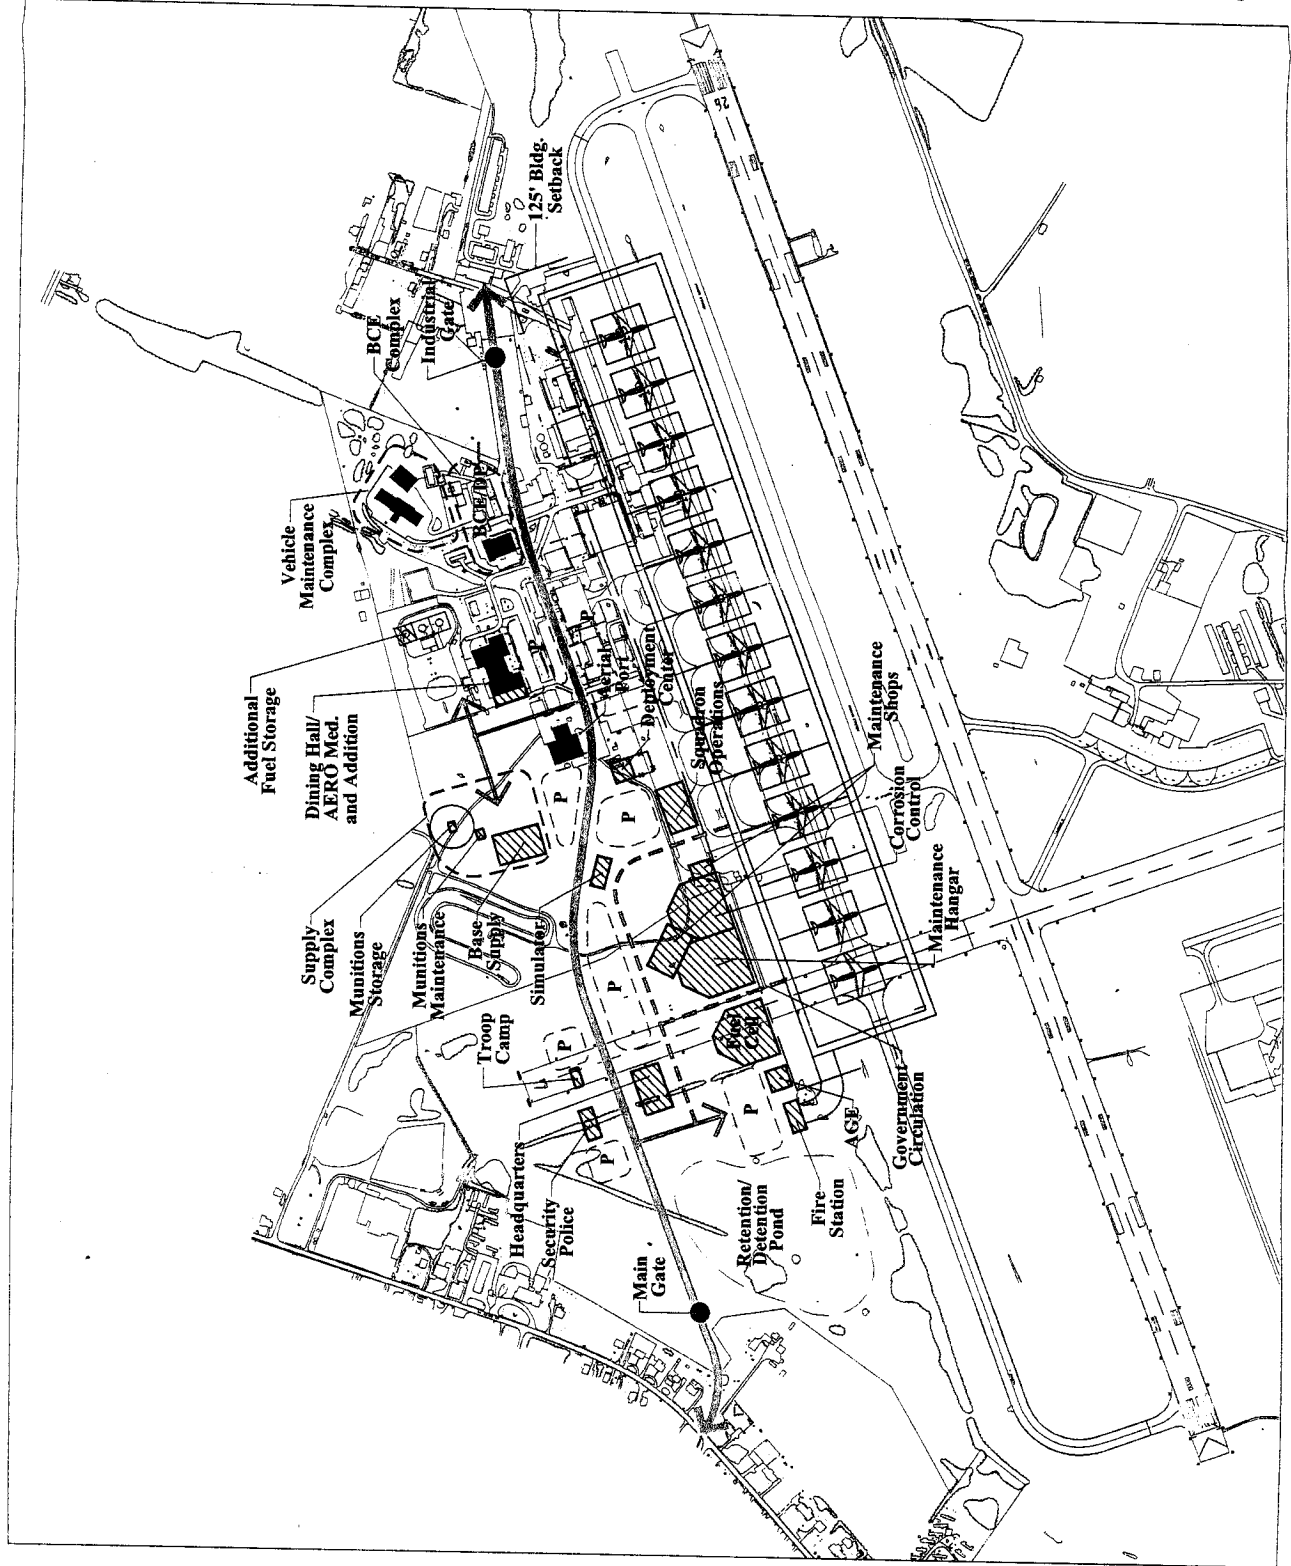 Additional
Fuel Storage
Dining Hall/
AERO Med.
and Addition
Vehicle
Maintenance
Complex
BCE
Complex
Industrial
Gate
125' Bldg.
Setback
BCE/DP
26
Supply
Complex
Munitions
Storage
Munitions
Maintenance
Base
Supply
Simulator
Aerial
Port
Deployment
Center
Squadron
Operations
Maintenance
Shops
Corrosion
Control
Maintenance
Hangar
Troop
Camp
Headquarters
Security
Police
Main
Gate
Retention/
Detention
Pond
Fire
Station
AGE
Government
Circulation
Fuel
Cell
P
P
P
P
P
P
P
P